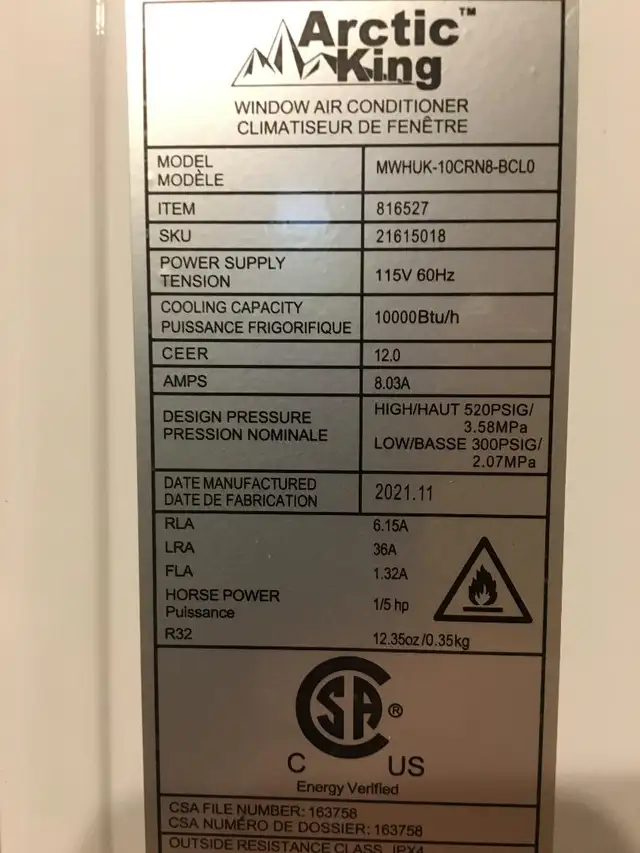 Arctic™
King
WINDOW AIR CONDITIONER
CLIMATISEUR DE FENÊTRE
MODEL
MODÈLE
MWHUK-10CRN8-BCL0
ITEM 816527
SKU 21615018
POWER SUPPLY
TENSION
115V 60Hz
COOLING CAPACITY
PUISSANCE FRIGORIFIQUE
10000Btu/h
CEER 12.0
AMPS 8.03A
DESIGN PRESSURE
PRESSION NOMINALE
HIGH/HAUT 520PSIG/
3.58MPa
LOW/BASSE 300PSIG/
2.07MPa
DATE MANUFACTURED
DATE DE FABRICATION
2021.11
RLA 6.15A
LRA 36A
FLA 1.32A
HORSE POWER
Puissance
1/5 hp
R32 12.35oz/0.35kg
CSA®
C US
Energy Verified
CSA FILE NUMBER: 163758
CSA NUMÉRO DE DOSSIER: 163758
OUTSIDE RESISTANCE CLASS IPX4